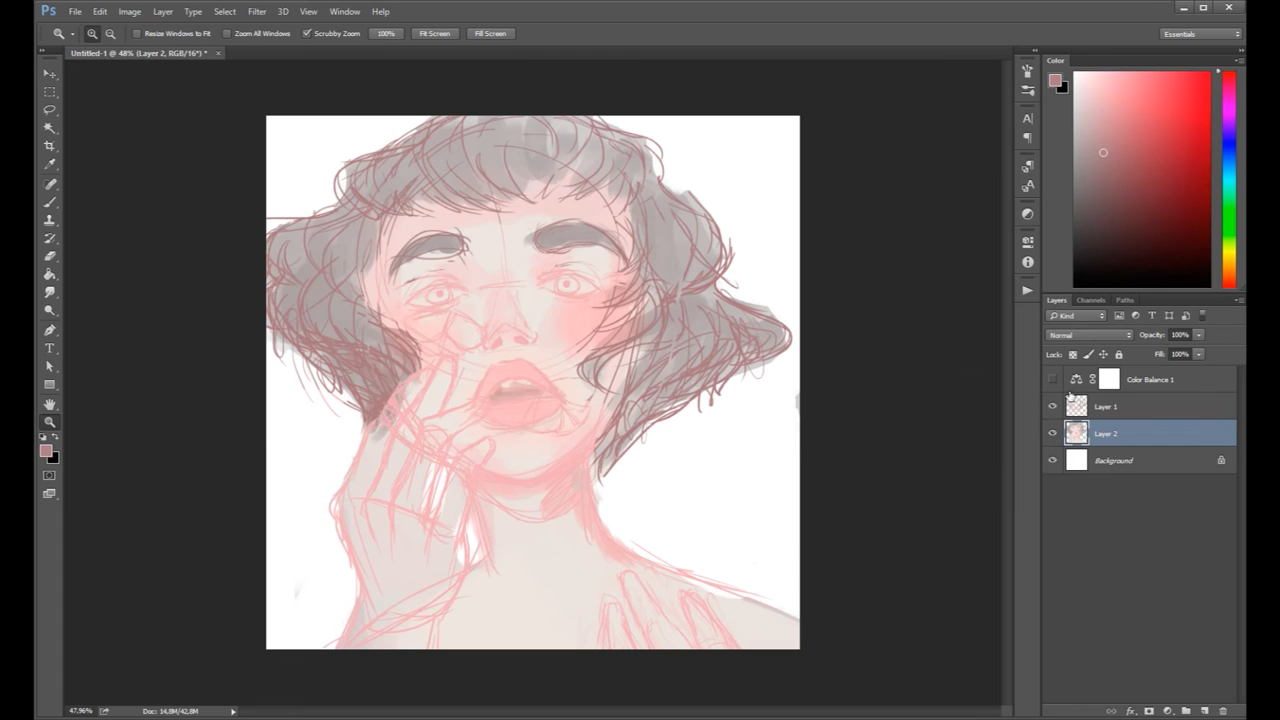 Ps File Edit Image Layer Type Select Filter 3D View Window Help
Resize Windows to Fit Zoom All Windows Scrubby Zoom 100% Fit Screen Fill Screen Essentials
Untitled-1 @ 48% (Layer 2, RGB/16*) * ×
Color
Layers Channels Paths
Kind
Normal Opacity: 100%
Lock: Fill: 100%
Color Balance 1
Layer 1
Layer 2
Background
47,96% Doc: 14,8M/42,8M